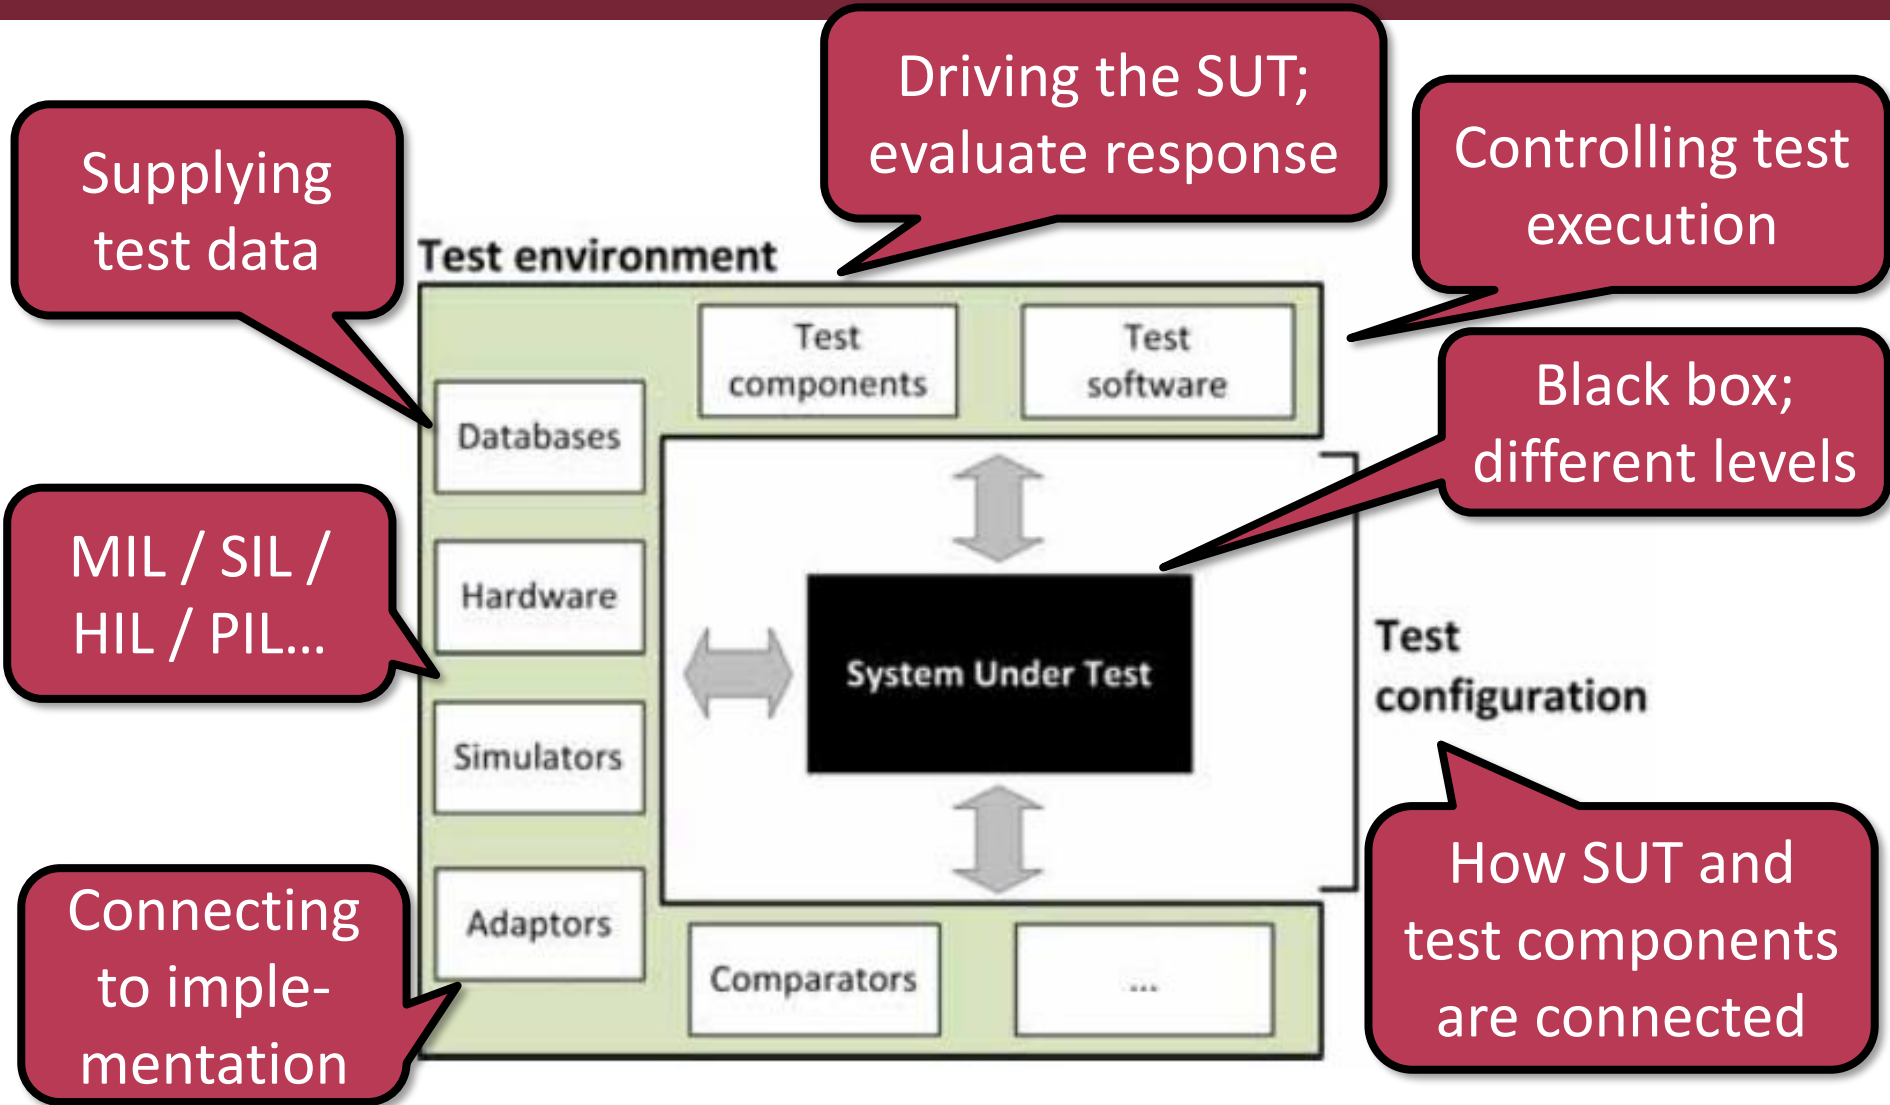 Driving the SUT;
evaluate response
Supplying
test data
Controlling test
execution
Test environment
Test
components
Test
software
Black box;
different levels
Databases
MIL / SIL /
HIL / PIL...
Hardware
System Under Test
Test
configuration
Simulators
Connecting
to imple-
mentation
Adaptors
Comparators
...
How SUT and
test components
are connected